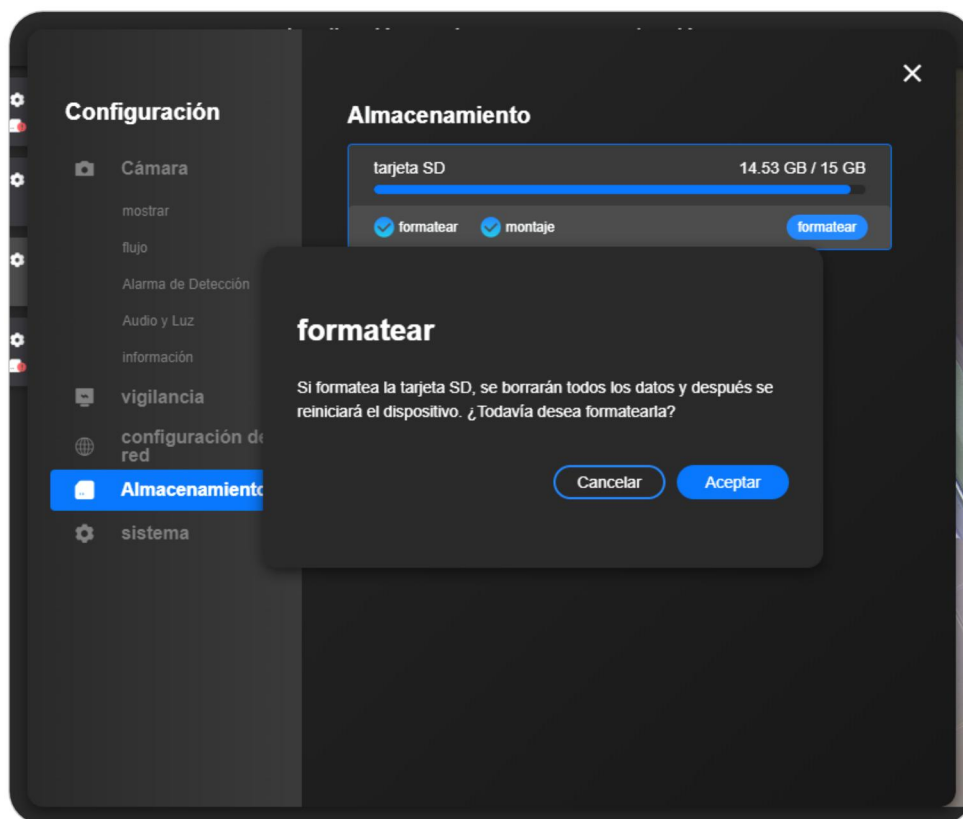 Configuración
Cámara
mostrar
flujo
Alarma de Detección
Audio y Luz
información
vigilancia
configuración de
red
Almacenamiento
sistema
Almacenamiento
tarjeta SD
14.53 GB / 15 GB
formatear
montaje
formatear
formatear
Si formatea la tarjeta SD, se borrarán todos los datos y después se
reiniciará el dispositivo. ¿Todavía desea formatearla?
Cancelar
Aceptar